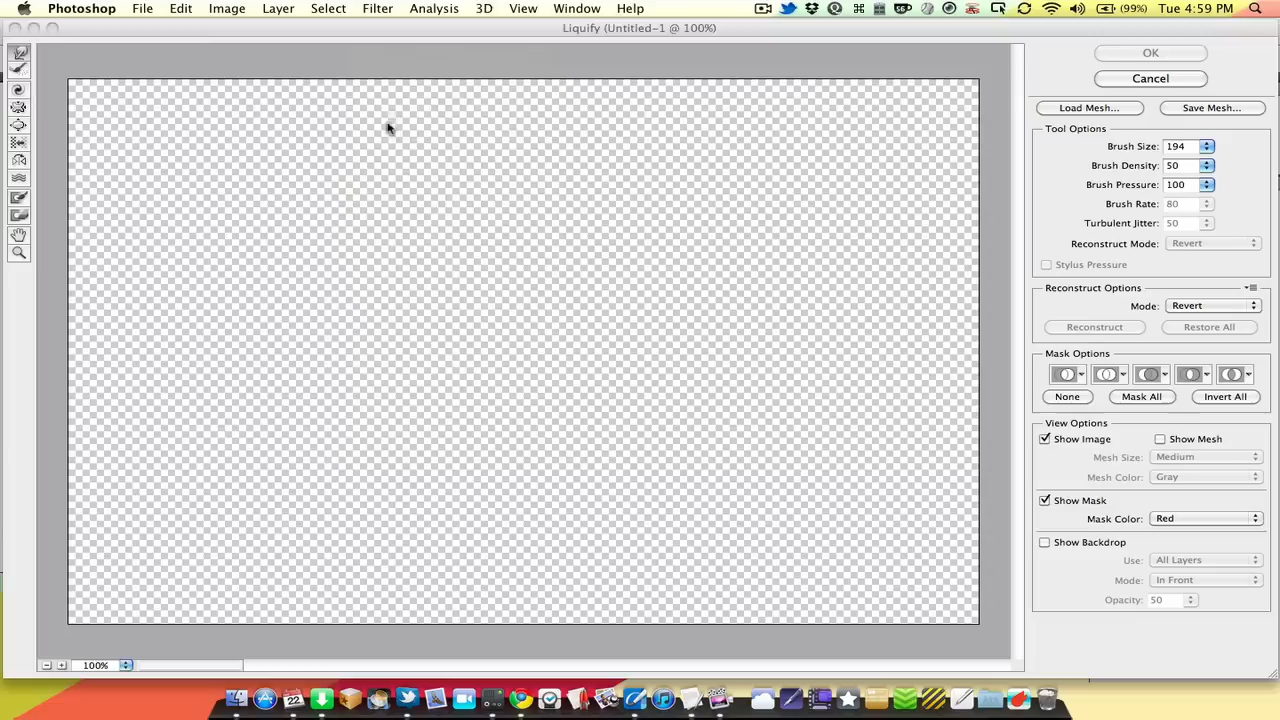 Photoshop File Edit Image Layer Select Filter Analysis 3D View Window Help (99%) Tue 4:59 PM
Liquify (Untitled-1 @ 100%)
OK
Cancel
Load Mesh... Save Mesh...
Tool Options
Brush Size: 194
Brush Density: 50
Brush Pressure: 100
Brush Rate: 80
Turbulent Jitter: 50
Reconstruct Mode: Revert
Stylus Pressure
Reconstruct Options
Mode: Revert
Reconstruct Restore All
Mask Options
None Mask All Invert All
View Options
Show Image Show Mesh
Mesh Size: Medium
Mesh Color: Gray
Show Mask
Mask Color: Red
Show Backdrop
Use: All Layers
Mode: In Front
Opacity: 50
100%
22